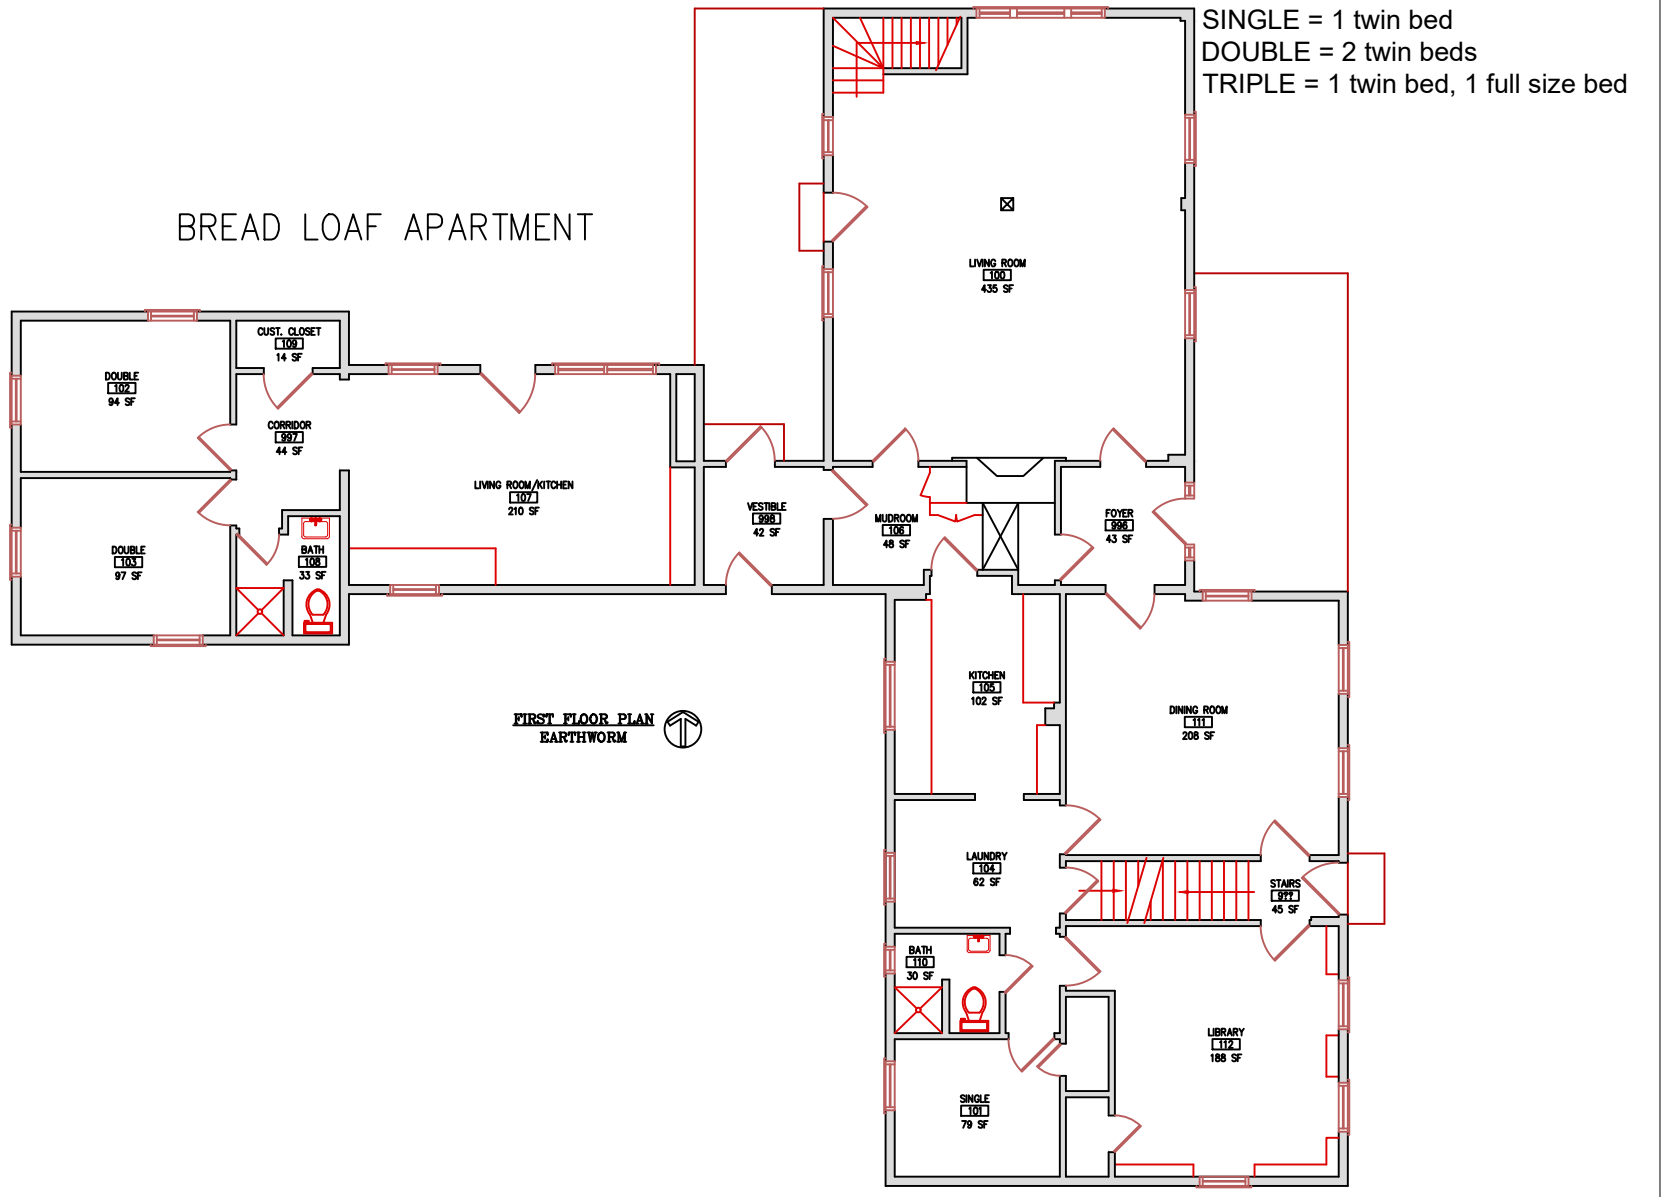 SINGLE = 1 twin bed
DOUBLE = 2 twin beds
TRIPLE = 1 twin bed, 1 full size bed
BREAD LOAF APARTMENT
LIVING ROOM
100
435 SF
CUST. CLOSET
109
14 SF
DOUBLE
102
94 SF
CORRIDOR
997
44 SF
LIVING ROOM/KITCHEN
107
210 SF
VESTIBLE
998
42 SF
MUDROOM
106
48 SF
FOYER
996
43 SF
DOUBLE
103
97 SF
BATH
108
33 SF
KITCHEN
105
102 SF
DINING ROOM
111
208 SF
FIRST FLOOR PLAN
EARTHWORM
LAUNDRY
104
62 SF
STAIRS
9??
45 SF
BATH
110
30 SF
LIBRARY
112
188 SF
SINGLE
101
79 SF